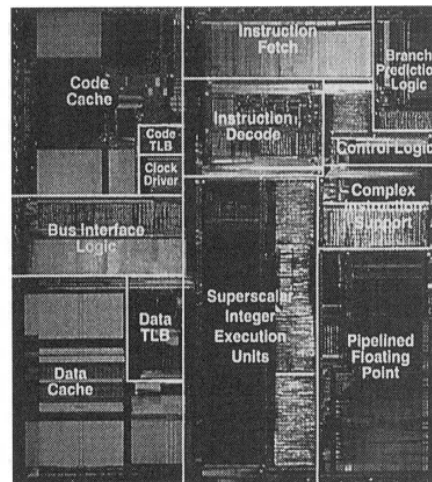 Instruction
Fetch
Branch
Prediction
Logic
Code
Cache
Code
TLB
Clock
Driver
Instruction
Decode
Control Logic
Complex
Instruction
Support
Bus Interface
Logic
Data
TLB
Data
Cache
Superscalar
Integer
Execution
Units
Pipelined
Floating
Point